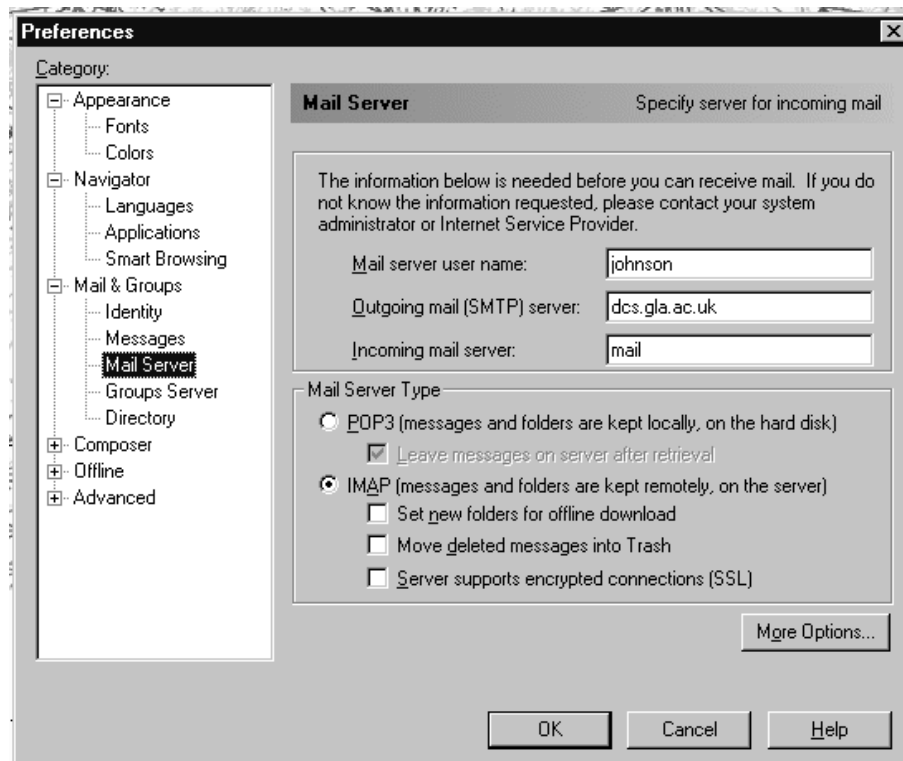 Preferences
Category:
Appearance
Fonts
Colors
Navigator
Languages
Applications
Smart Browsing
Mail & Groups
Identity
Messages
Mail Server
Groups Server
Directory
Composer
Offline
Advanced
Mail Server Specify server for incoming mail
The information below is needed before you can receive mail. If you do
not know the information requested, please contact your system
administrator or Internet Service Provider.
Mail server user name: johnson
Outgoing mail (SMTP) server: dcs.gla.ac.uk
Incoming mail server: mail
Mail Server Type
POP3 (messages and folders are kept locally, on the hard disk)
Leave messages on server after retrieval
IMAP (messages and folders are kept remotely, on the server)
Set new folders for offline download
Move deleted messages into Trash
Server supports encrypted connections (SSL)
More Options...
OK Cancel Help